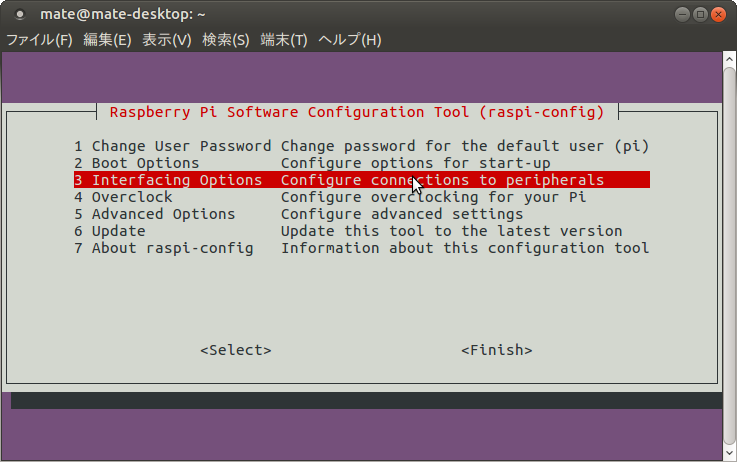 mate@mate-desktop: ~
ファイル(F) 編集(E) 表示(V) 検索(S) 端末(T) ヘルプ(H)
Raspberry Pi Software Configuration Tool (raspi-config)
1 Change User Password Change password for the default user (pi)
2 Boot Options Configure options for start-up
3 Interfacing Options Configure connections to peripherals
4 Overclock Configure overclocking for your Pi
5 Advanced Options Configure advanced settings
6 Update Update this tool to the latest version
7 About raspi-config Information about this configuration tool
<Select> <Finish>